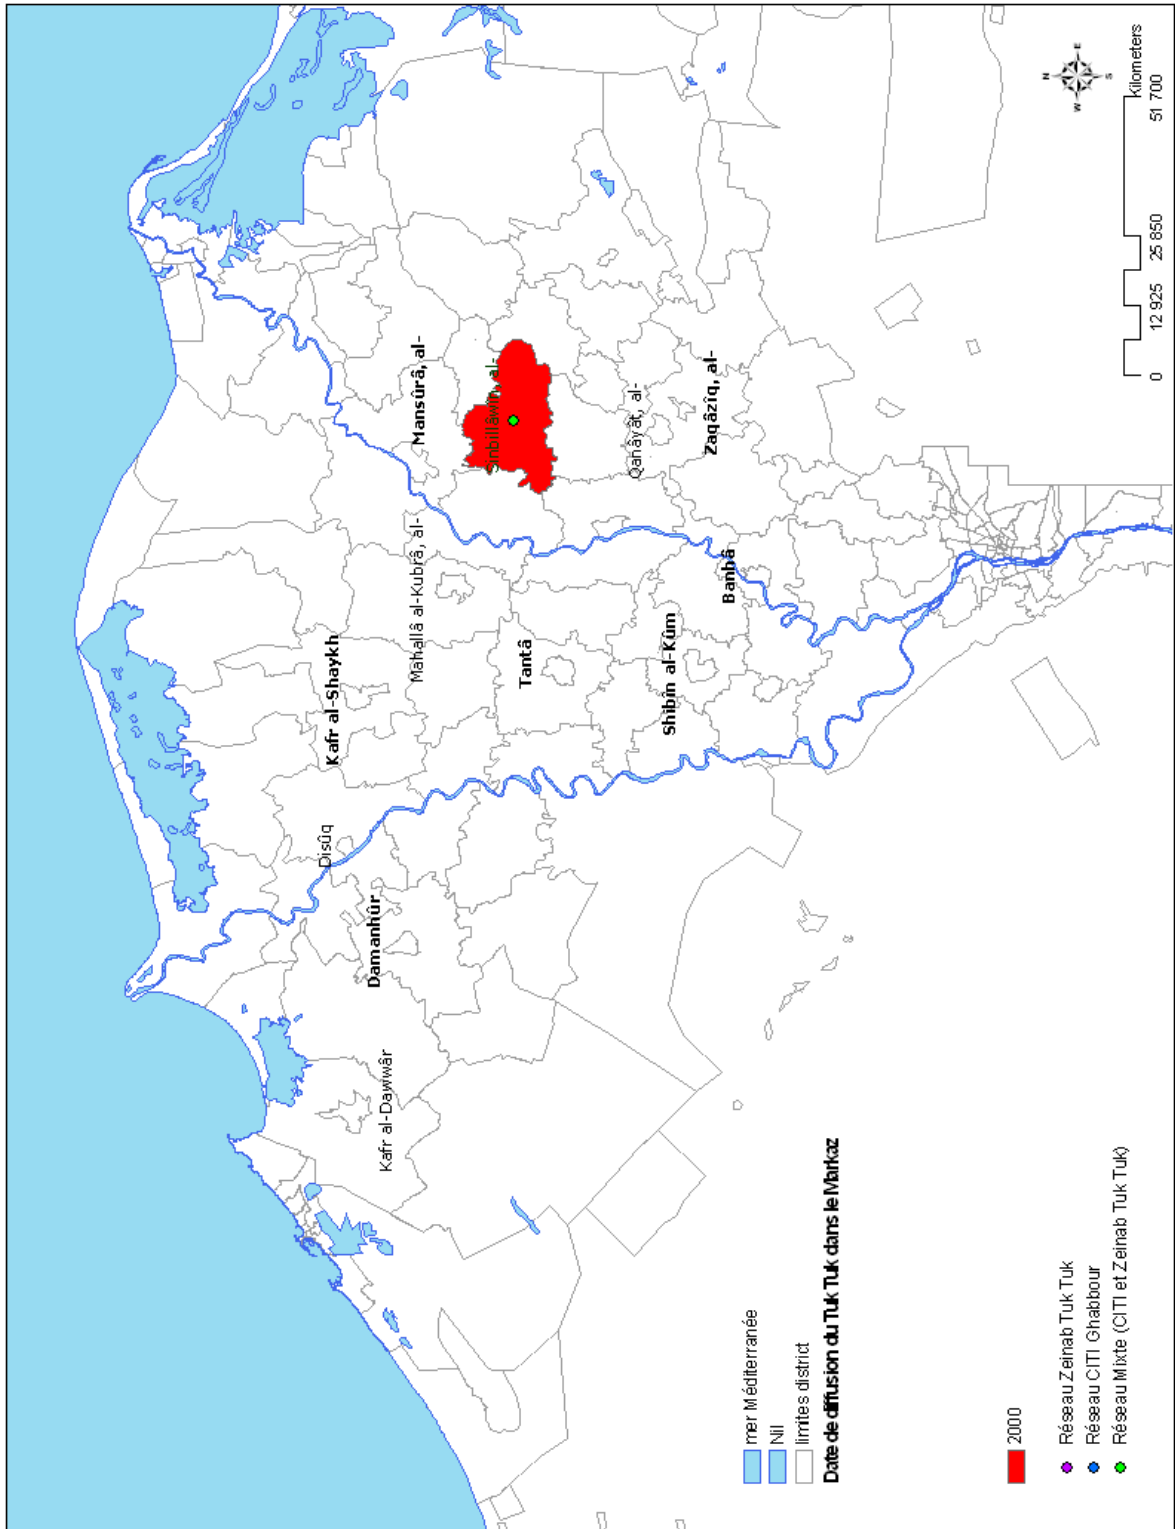 Kafr al-Dawwâr
Damanhûr
Disûq
Kafr al-Shaykh
Mahallâ al-Kubrâ, al-
Mansûrâ, al-
Tantâ
Sinbillâwîn, al-
Shibîn al-Kûm
Qanâyât, al-
Banhâ
Zaqâzîq, al-
mer Méditerranée
Nil
limites district
Date de diffusion du Tuk Tuk dans le Markaz
2000
Réseau Zeinab Tuk Tuk
Réseau CITI Ghabbour
Réseau Mixte (CITI et Zeinab Tuk Tuk)
N
W E
S
0 12 925 25 850 51 700
Kilometers